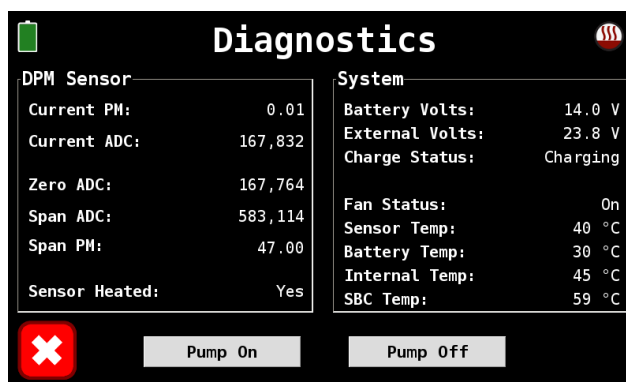 Diagnostics
DPM Sensor
Current PM: 0.01
Current ADC: 167,832
Zero ADC: 167,764
Span ADC: 583,114
Span PM: 47.00
Sensor Heated: Yes
System
Battery Volts: 14.0 V
External Volts: 23.8 V
Charge Status: Charging
Fan Status: On
Sensor Temp: 40 °C
Battery Temp: 30 °C
Internal Temp: 45 °C
SBC Temp: 59 °C
Pump On
Pump Off